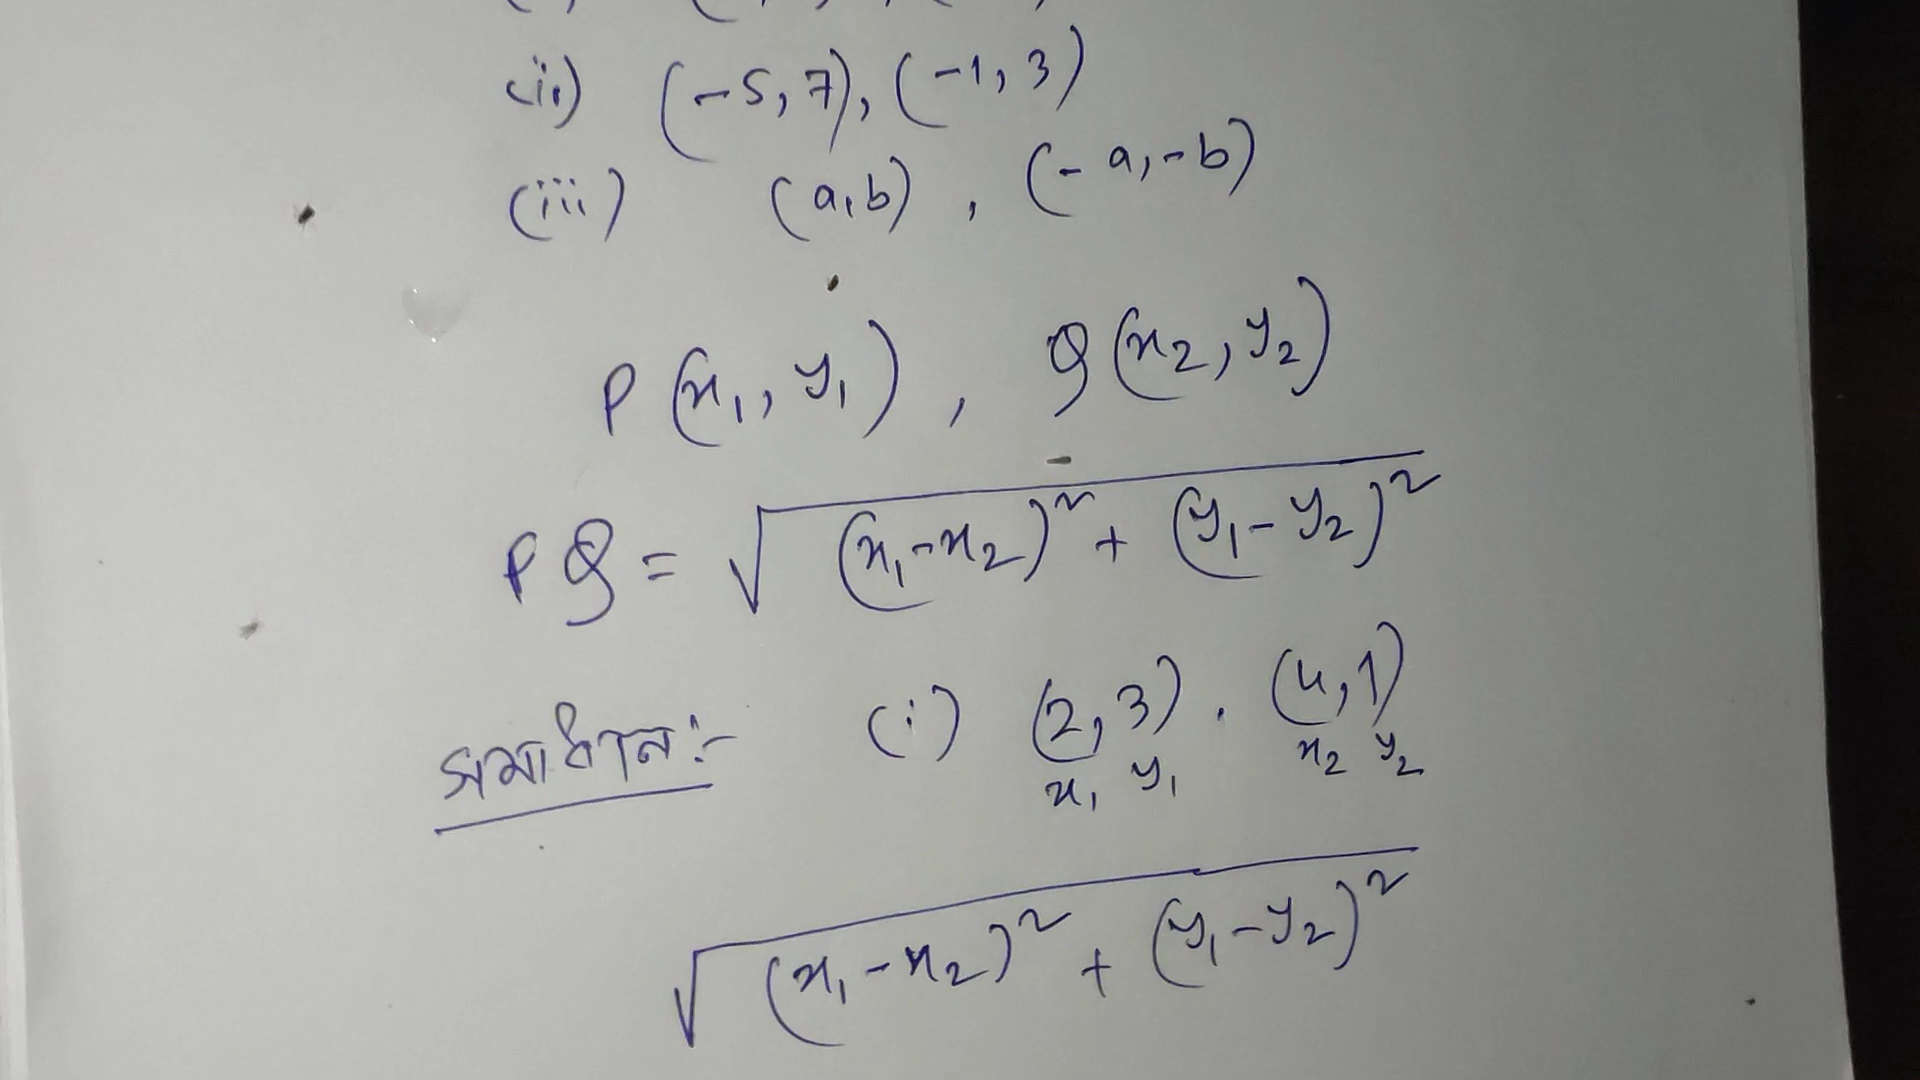 (ii) (-5, 7), (-1, 3)
(iii) (a, b), (-a, -b)
P (x₁, y₁), Q (x₂, y₂)
PQ = √((x₁-x₂)² + (y₁-y₂)²)
সমাধান:- (i) (2, 3). (4, 1)
x₁ y₁ x₂ y₂
√((x₁-x₂)² + (y₁-y₂)²)